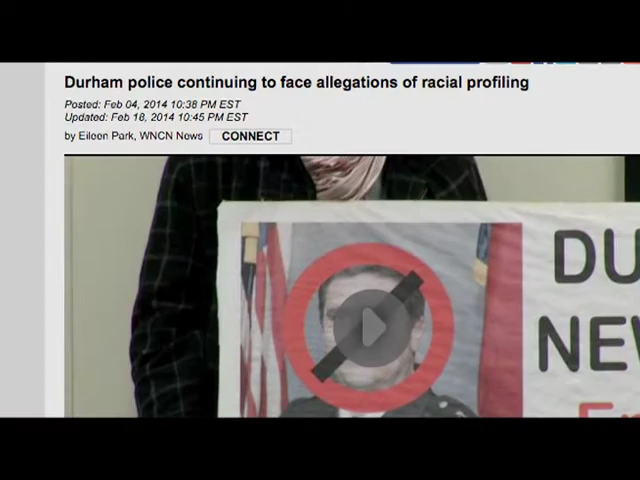 Durham police continuing to face allegations of racial profiling
Posted: Feb 04, 2014 10:38 PM EST
Updated: Feb 18, 2014 10:45 PM EST
by Eileen Park, WNCN News CONNECT
DU
NEW